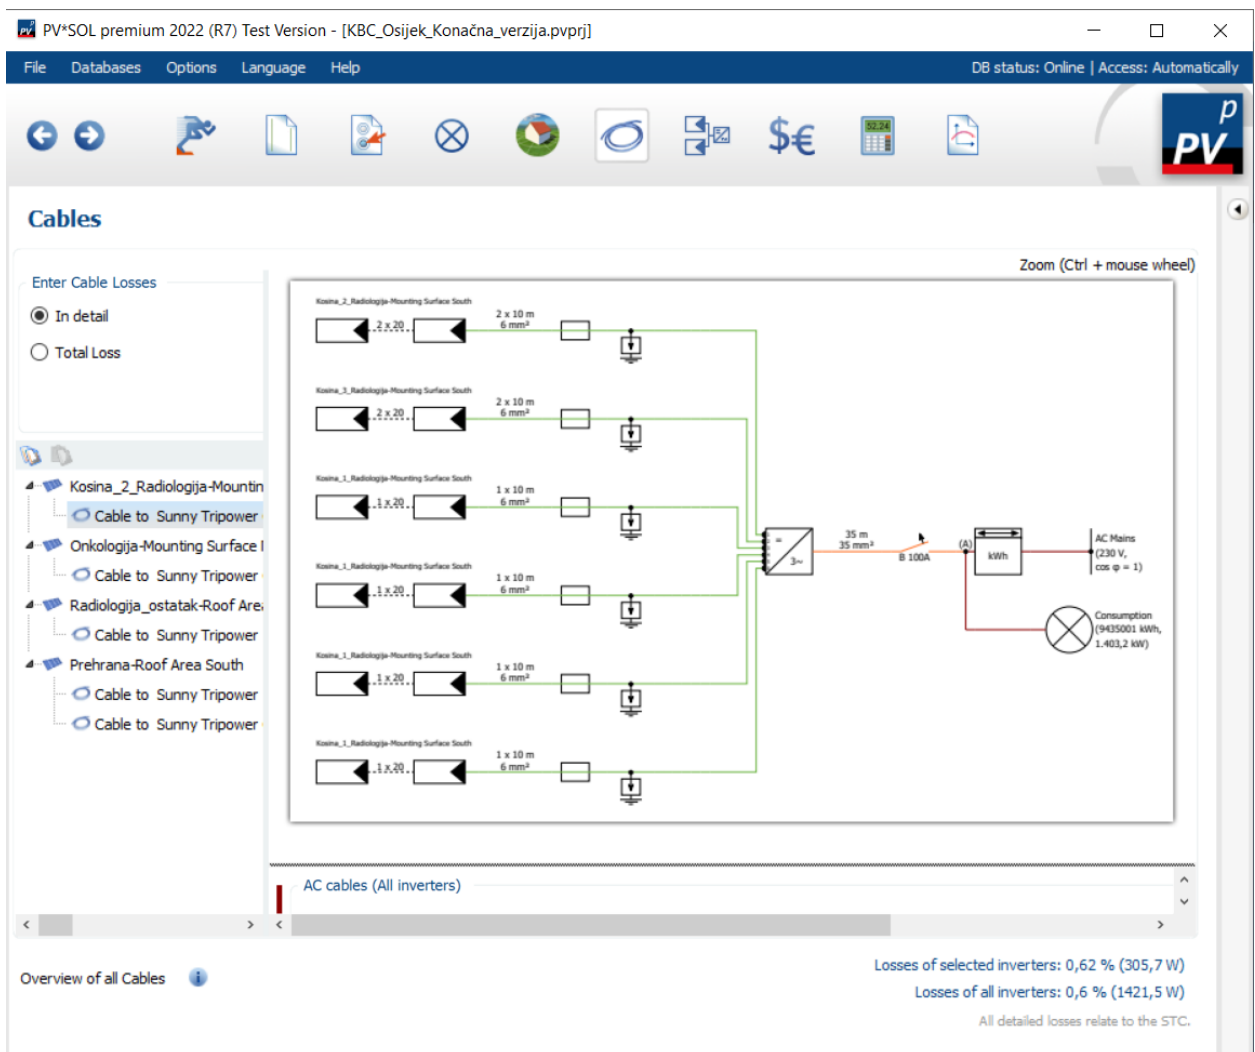 PV*SOL premium 2022 (R7) Test Version - [KBC_Osijek_Konačna_verzija.pvprj]
File Databases Options Language Help DB status: Online | Access: Automatically
52,24
$€
p
PV
Cables
Zoom (Ctrl + mouse wheel)
Enter Cable Losses
In detail
Total Loss
Kosina_2_Radiologija-Mountin
Cable to Sunny Tripower
Onkologija-Mounting Surface
Cable to Sunny Tripower
Radiologija_ostatak-Roof Are
Cable to Sunny Tripower
Prehrana-Roof Area South
Cable to Sunny Tripower
Cable to Sunny Tripower
Kosina_2_Radiologija-Mounting Surface South
2 x 20
2 x 10 m
6 mm²
Kosina_3_Radiologija-Mounting Surface South
2 x 20
2 x 10 m
6 mm²
Kosina_1_Radiologija-Mounting Surface South
1 x 20
1 x 10 m
6 mm²
Kosina_1_Radiologija-Mounting Surface South
1 x 20
1 x 10 m
6 mm²
Kosina_1_Radiologija-Mounting Surface South
1 x 20
1 x 10 m
6 mm²
Kosina_1_Radiologija-Mounting Surface South
1 x 20
1 x 10 m
6 mm²
=
3~
35 m
35 mm²
B 100A
(A)
kWh
AC Mains
(230 V,
cos φ = 1)
Consumption
(9435001 kWh,
1.403,2 kW)
AC cables (All inverters)
Overview of all Cables
Losses of selected inverters: 0,62 % (305,7 W)
Losses of all inverters: 0,6 % (1421,5 W)
All detailed losses relate to the STC.